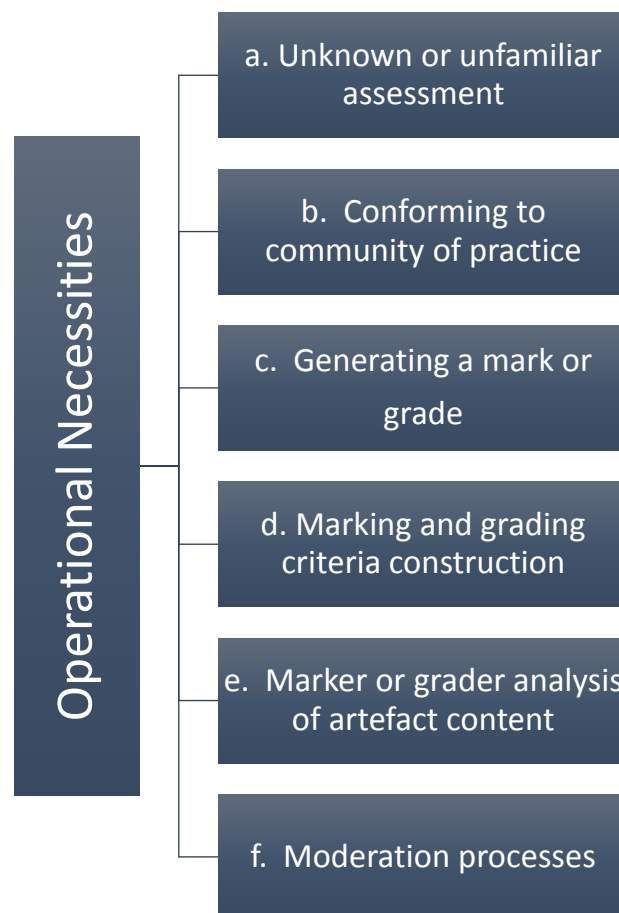 Operational Necessities
a. Unknown or unfamiliar
assessment
b. Conforming to
community of practice
c. Generating a mark or
grade
d. Marking and grading
criteria construction
e. Marker or grader analysis
of artefact content
f. Moderation processes